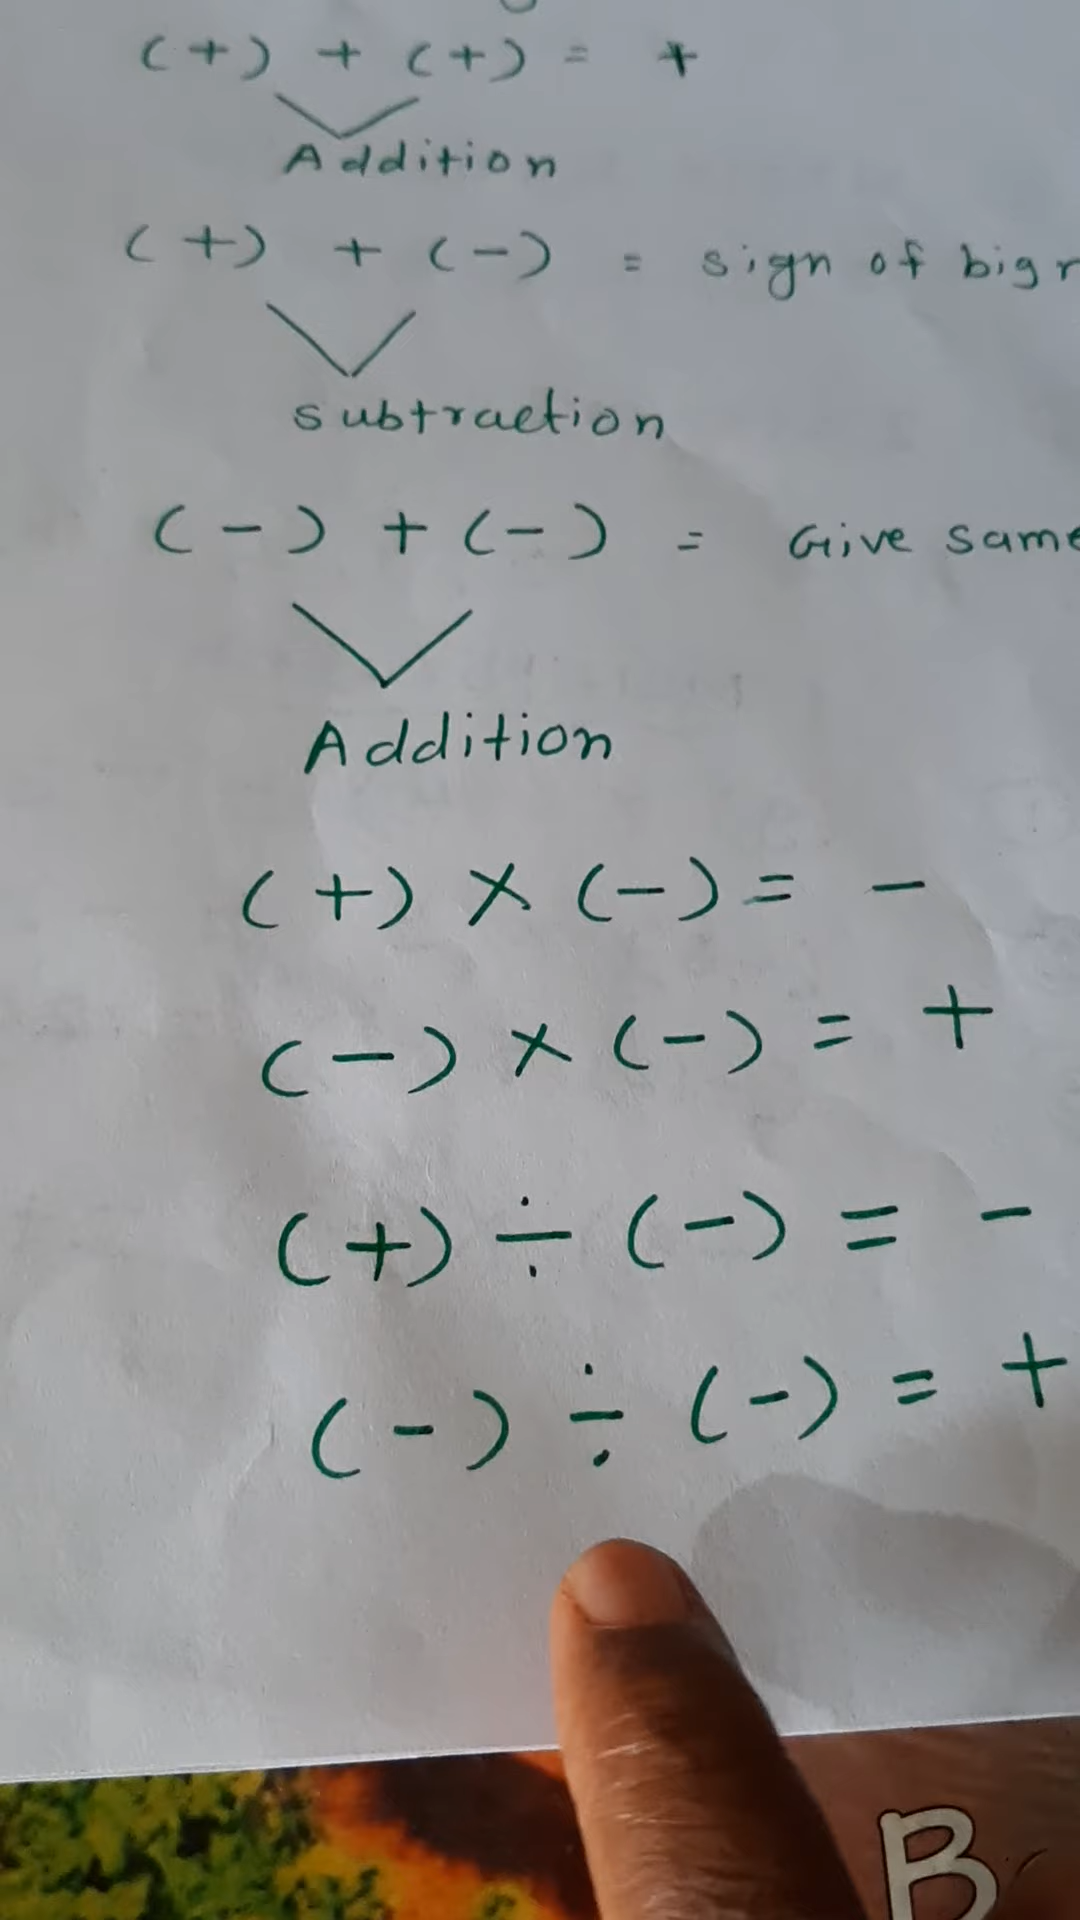 (+) + (+) = +
Addition
(+) + (-) = sign of big
subtraction
(-) + (-) = Give same
Addition
(+) × (-) = -
(-) × (-) = +
(+) ÷ (-) = -
(-) ÷ (-) = +
B